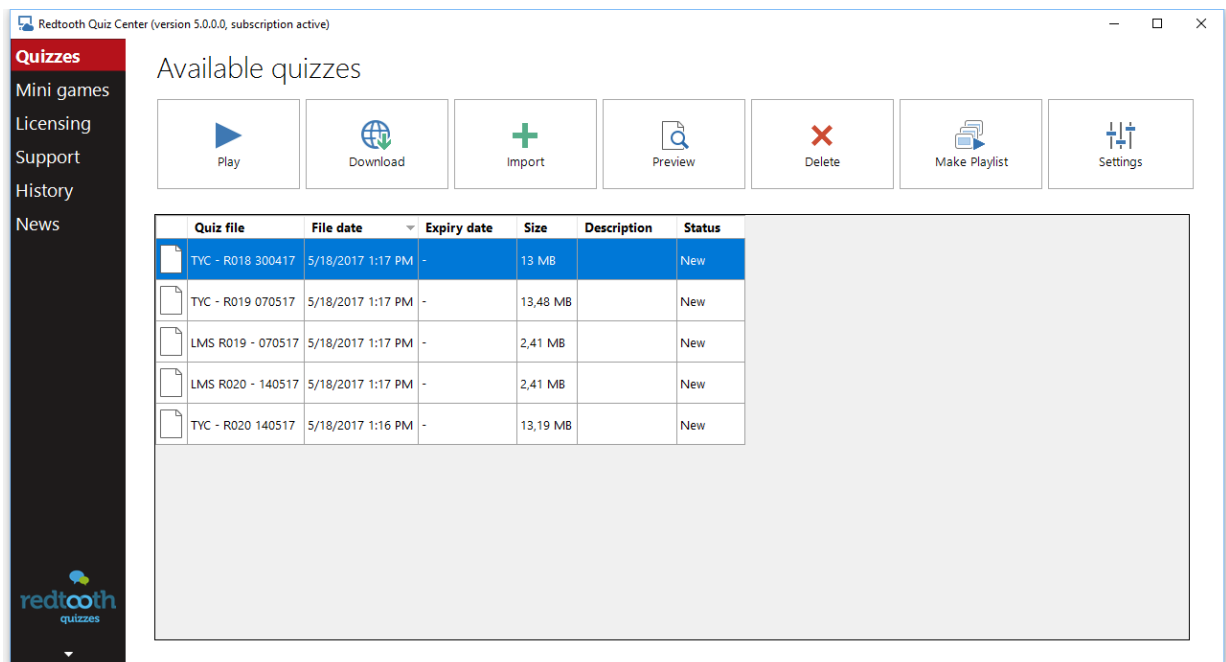 Redtooth Quiz Center (version 5.0.0.0, subscription active)
Quizzes
Mini games
Licensing
Support
History
News
Available quizzes
Play Download Import Preview Delete Make Playlist Settings
Quiz file File date Expiry date Size Description Status
TYC - R018 300417 5/18/2017 1:17 PM - 13 MB New
TYC - R019 070517 5/18/2017 1:17 PM - 13,48 MB New
LMS R019 - 070517 5/18/2017 1:17 PM - 2,41 MB New
LMS R020 - 140517 5/18/2017 1:17 PM - 2,41 MB New
TYC - R020 140517 5/18/2017 1:16 PM - 13,19 MB New
redtooth
quizzes